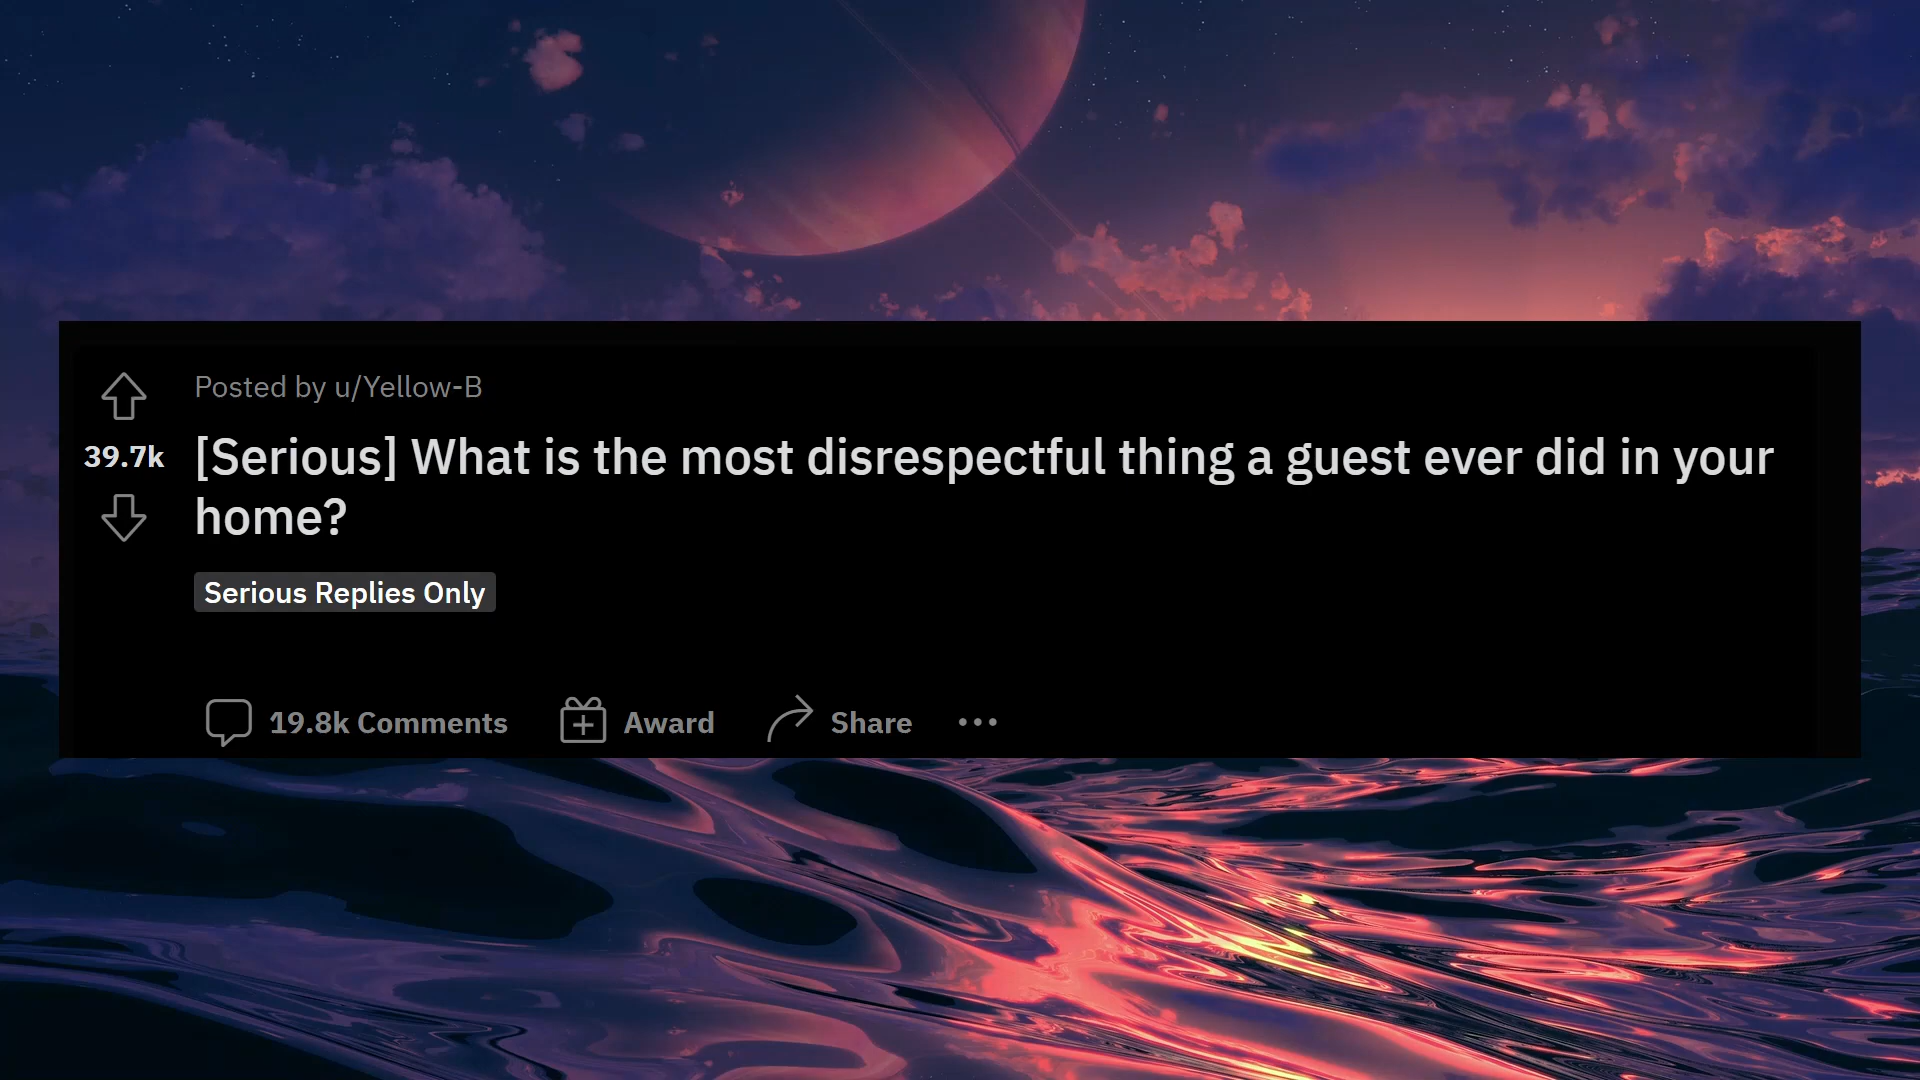 Posted by u/Yellow-B
39.7k
[Serious] What is the most disrespectful thing a guest ever did in your
home?
Serious Replies Only
19.8k Comments Award Share